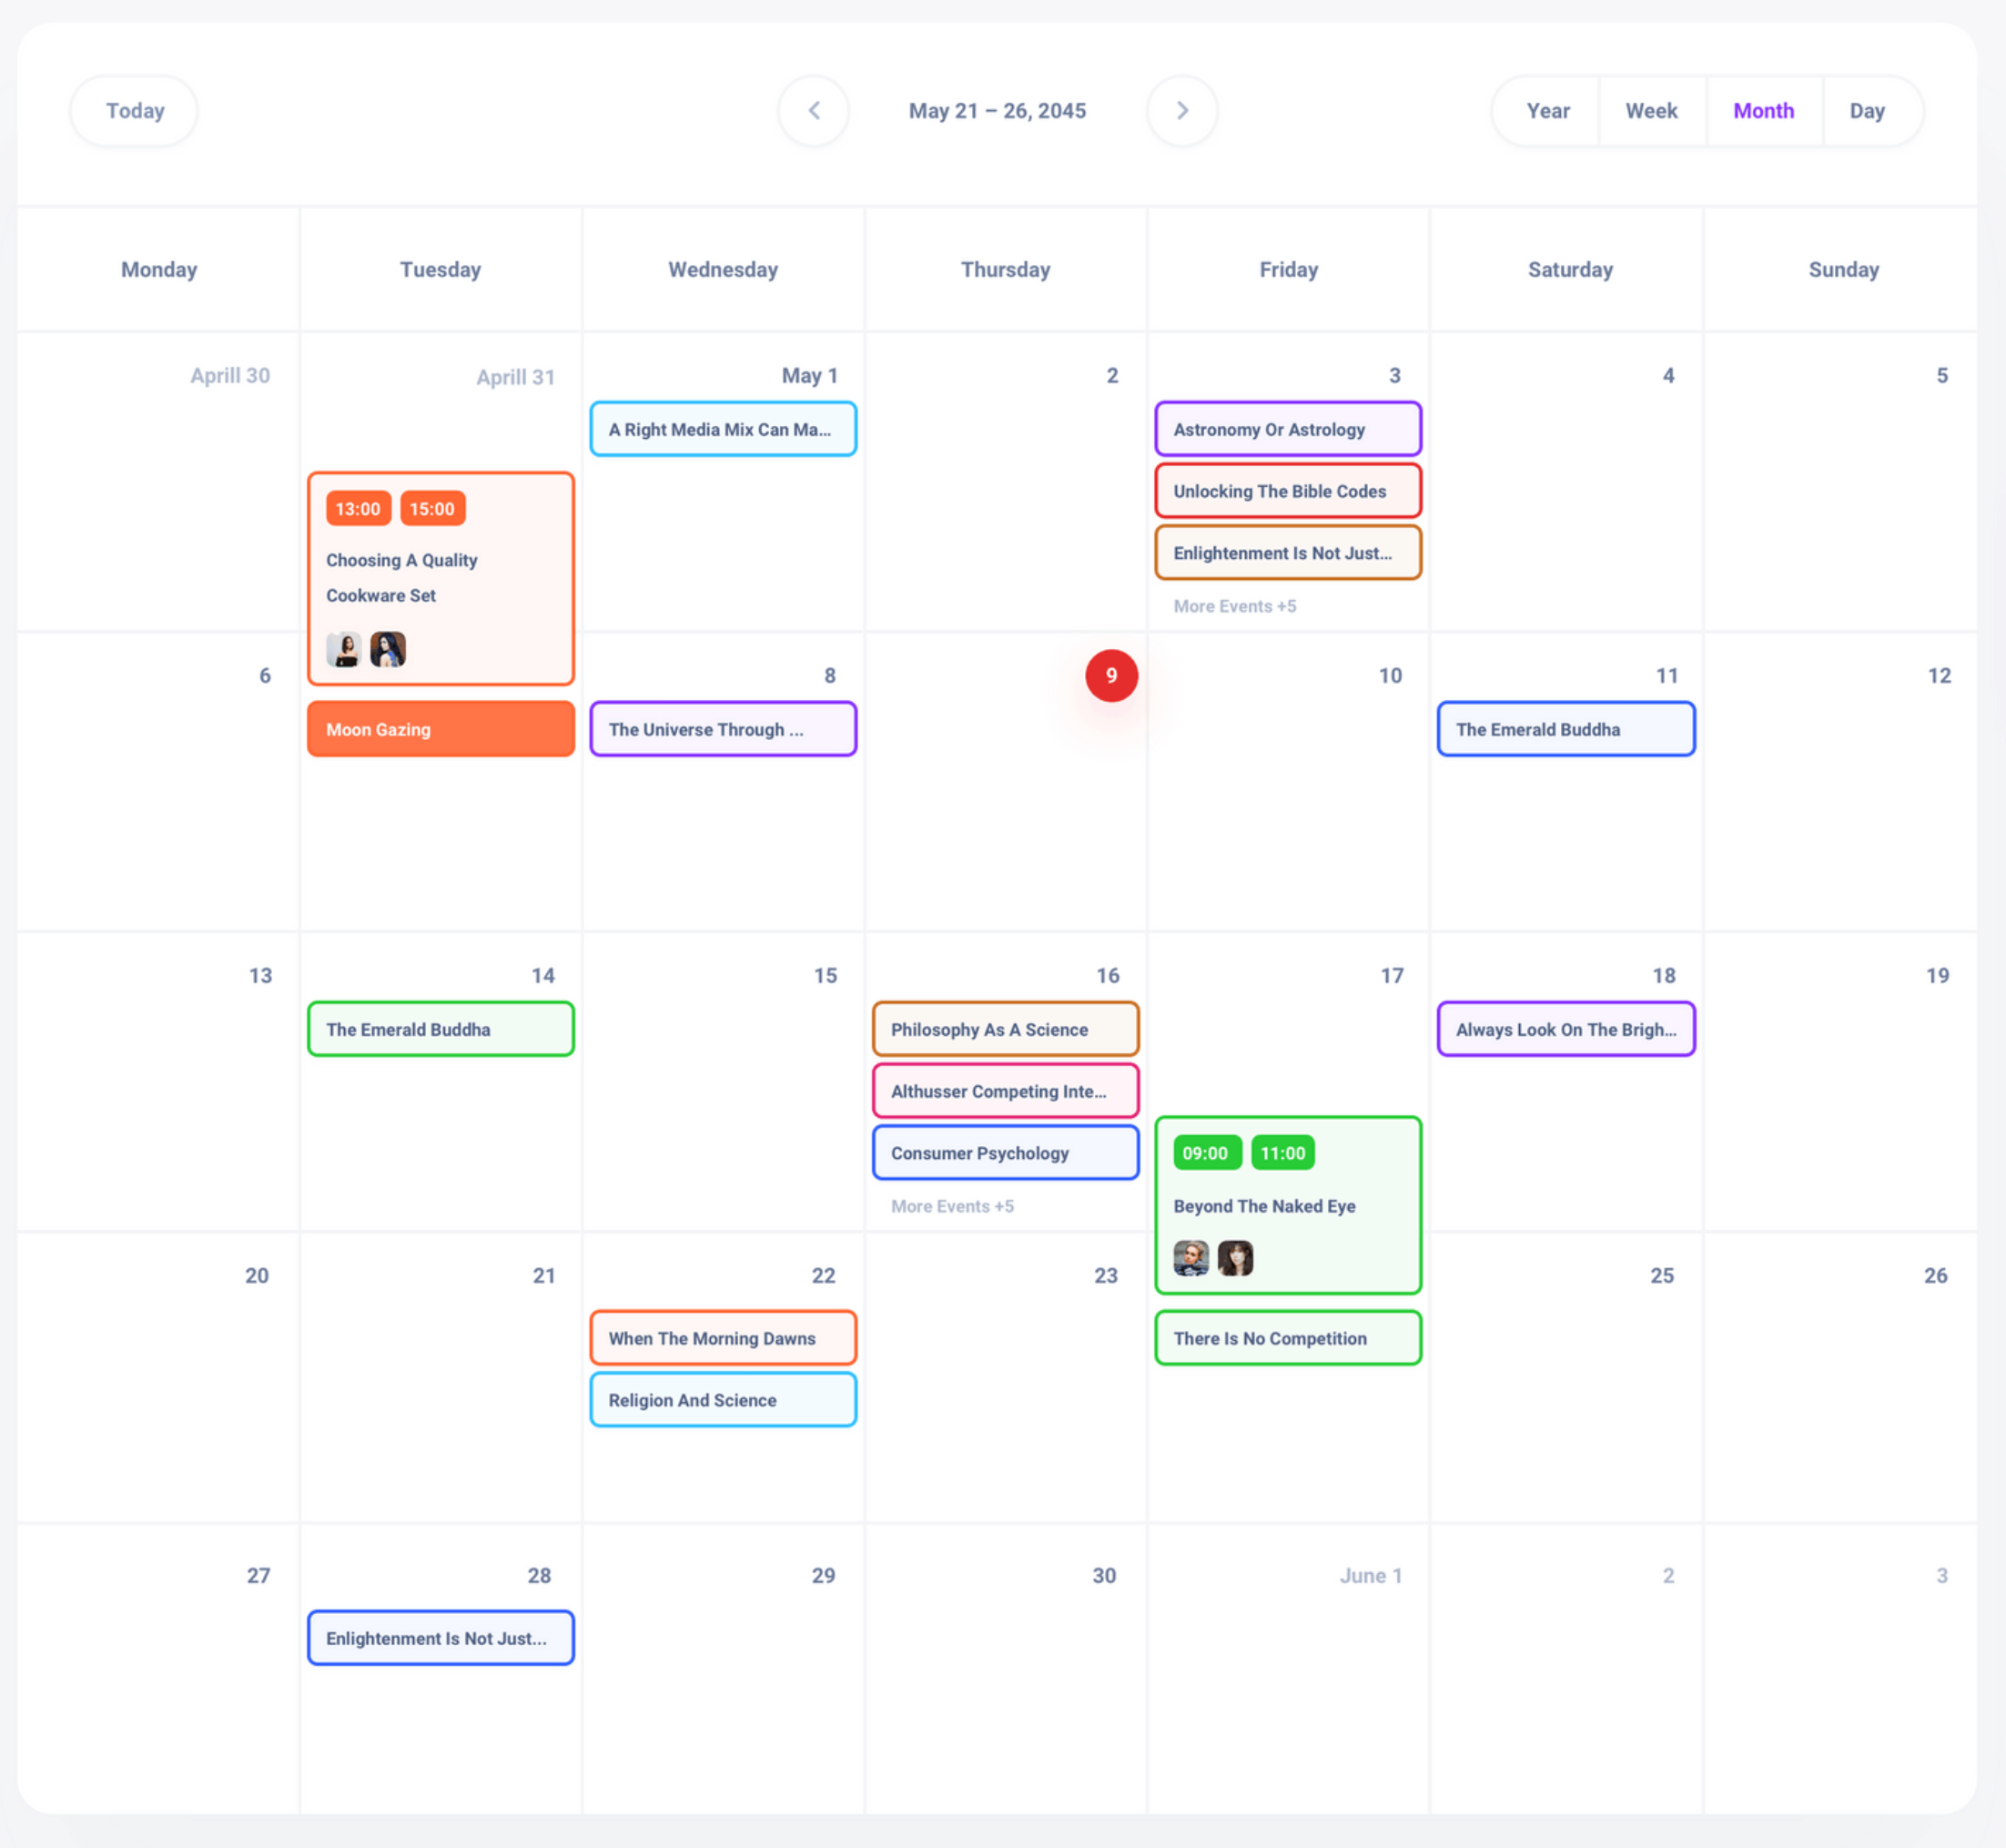 Today
May 21 – 26, 2045
Year Week Month Day
Monday Tuesday Wednesday Thursday Friday Saturday Sunday
Aprill 30
Aprill 31
13:00 15:00
Choosing A Quality
Cookware Set
May 1
A Right Media Mix Can Ma...
2
3
Astronomy Or Astrology
Unlocking The Bible Codes
Enlightenment Is Not Just...
More Events +5
4
5
6
Moon Gazing
8
The Universe Through ...
9
10
11
The Emerald Buddha
12
13
14
The Emerald Buddha
15
16
Philosophy As A Science
Althusser Competing Inte...
Consumer Psychology
More Events +5
17
09:00 11:00
Beyond The Naked Eye
18
Always Look On The Brigh...
19
20
21
22
When The Morning Dawns
Religion And Science
23
There Is No Competition
25
26
27
28
Enlightenment Is Not Just...
29
30
June 1
2
3